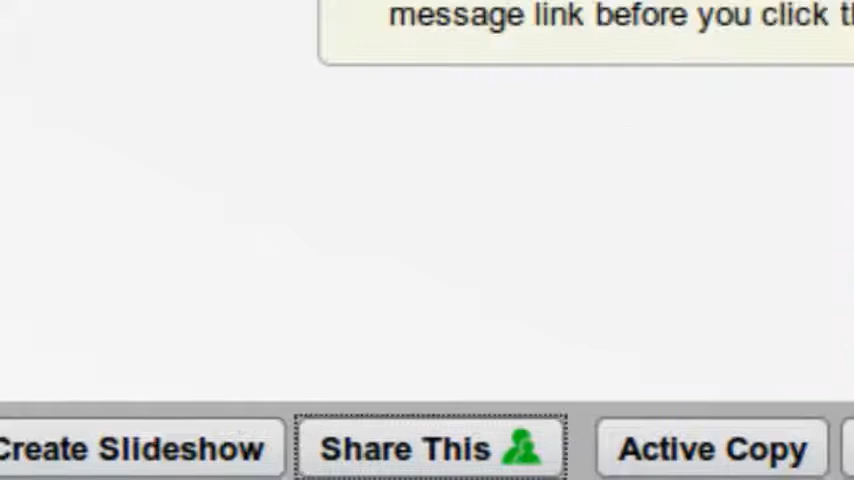 message link before you click
Create Slideshow
Share This
Active Copy